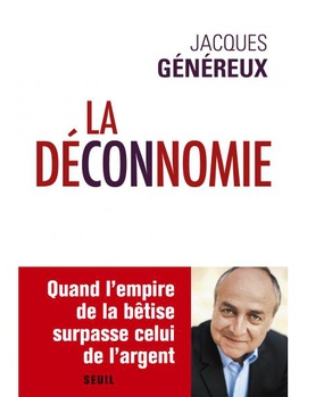 JACQUES
GÉNÉREUX
LA
DÉCONNOMIE
Quand l'empire
de la bêtise
surpasse celui
de l'argent
SEUIL